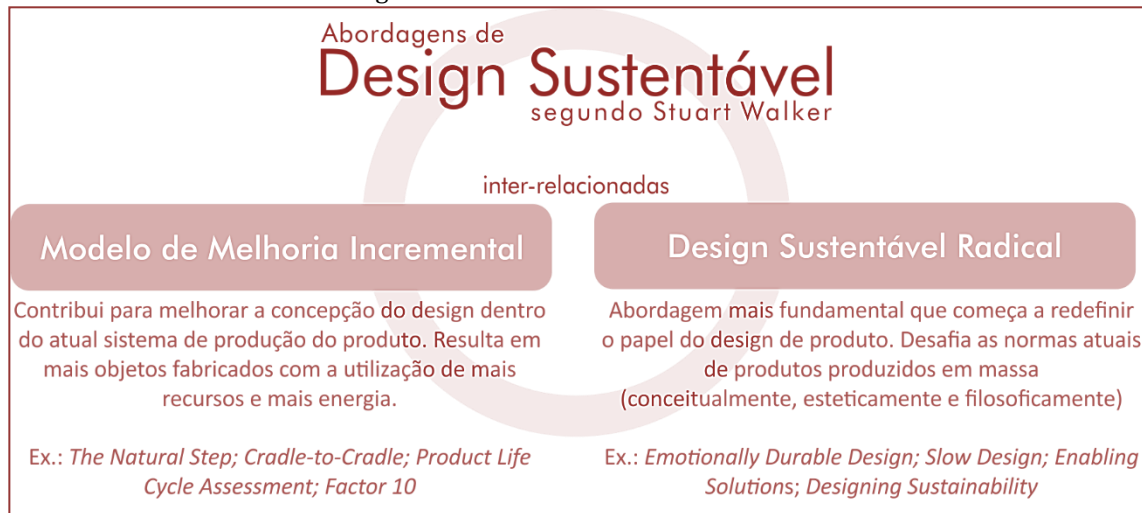 Abordagens de
Design Sustentável
segundo Stuart Walker
inter-relacionadas
Modelo de Melhoria Incremental
Contribui para melhorar a concepção do design dentro
do atual sistema de produção do produto. Resulta em
mais objetos fabricados com a utilização de mais
recursos e mais energia.
Ex.: The Natural Step; Cradle-to-Cradle; Product Life
Cycle Assessment; Factor 10
Design Sustentável Radical
Abordagem mais fundamental que começa a redefinir
o papel do design de produto. Desafia as normas atuais
de produtos produzidos em massa
(conceitualmente, esteticamente e filosoficamente)
Ex.: Emotionally Durable Design; Slow Design; Enabling
Solutions; Designing Sustainability